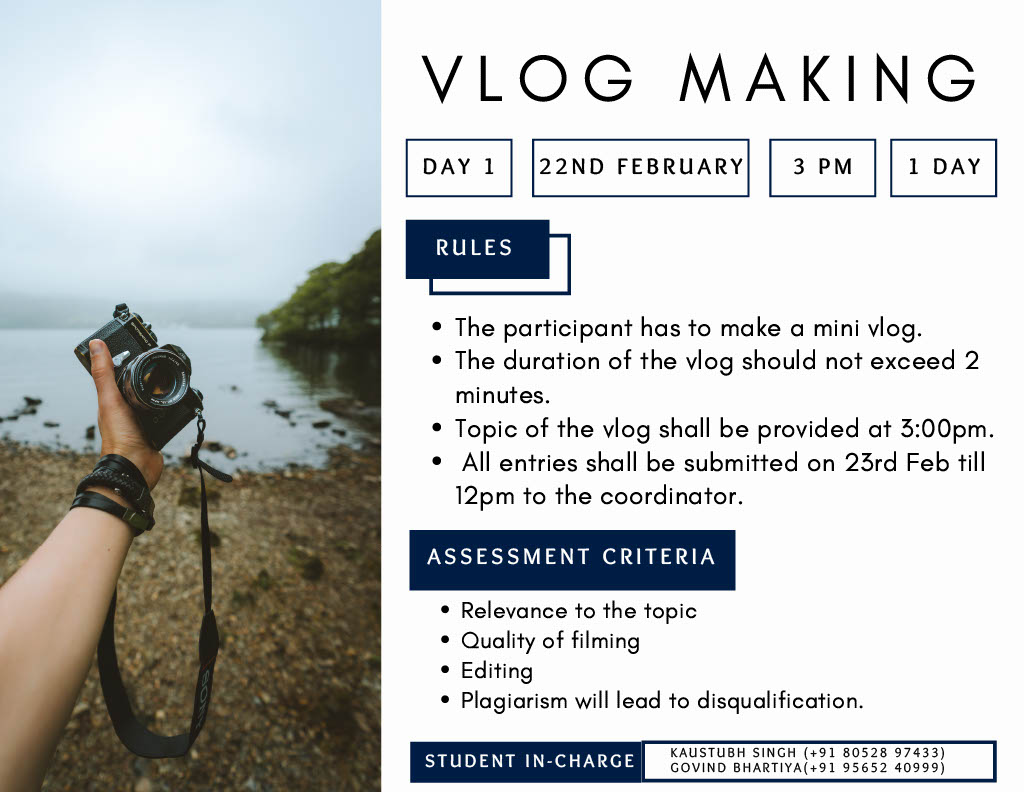 VLOG MAKING
DAY 1
22ND FEBRUARY
3 PM
1 DAY
RULES
• The participant has to make a mini vlog.
• The duration of the vlog should not exceed 2
minutes.
• Topic of the vlog shall be provided at 3:00pm.
• All entries shall be submitted on 23rd Feb till
12pm to the coordinator.
ASSESSMENT CRITERIA
• Relevance to the topic
• Quality of filming
• Editing
• Plagiarism will lead to disqualification.
STUDENT IN-CHARGE
KAUSTUBH SINGH (+91 80528 97433)
GOVIND BHARTIYA(+91 95652 40999)